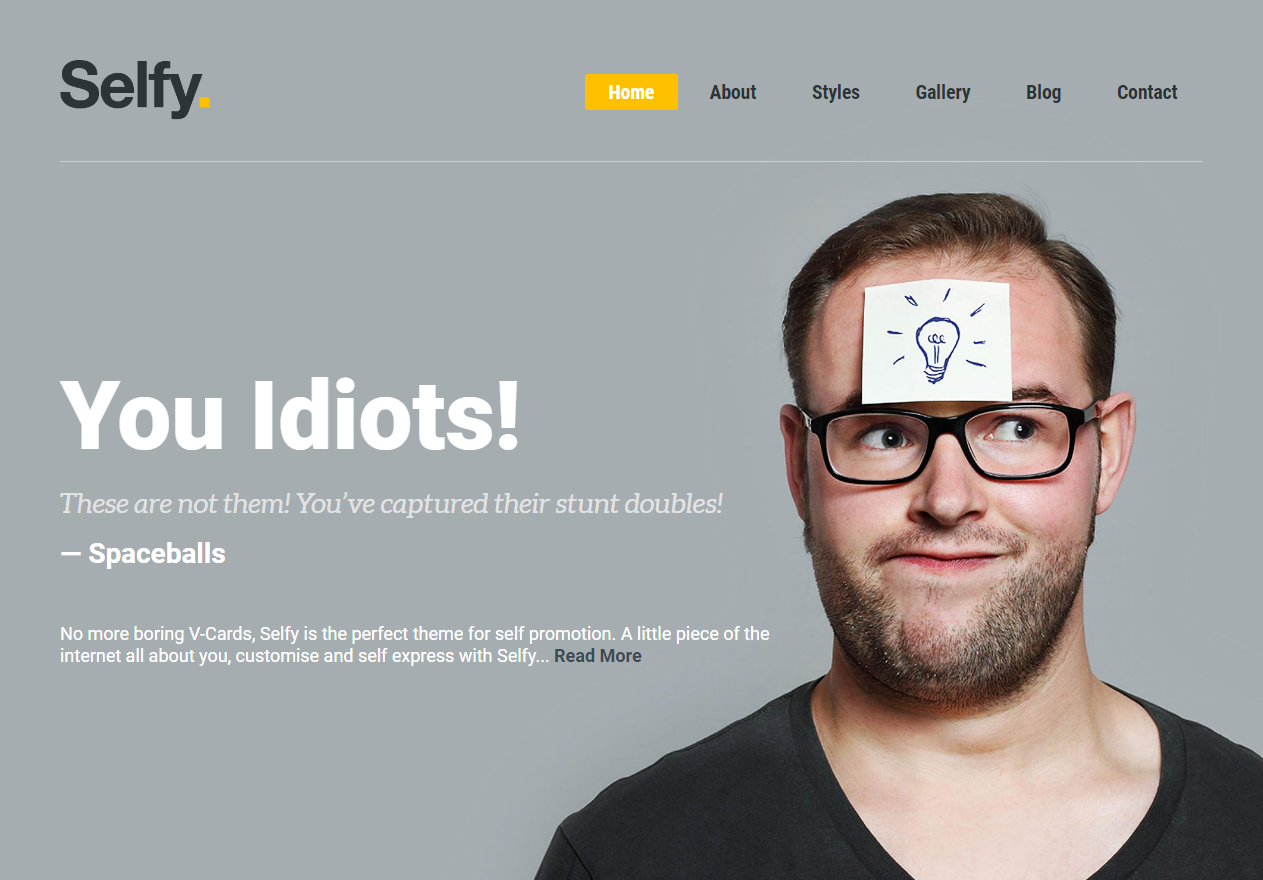 Selfy.
Home About Styles Gallery Blog Contact
You Idiots!
These are not them! You’ve captured their stunt doubles!
— Spaceballs
No more boring V-Cards, Selfy is the perfect theme for self promotion. A little piece of the
internet all about you, customise and self express with Selfy... Read More